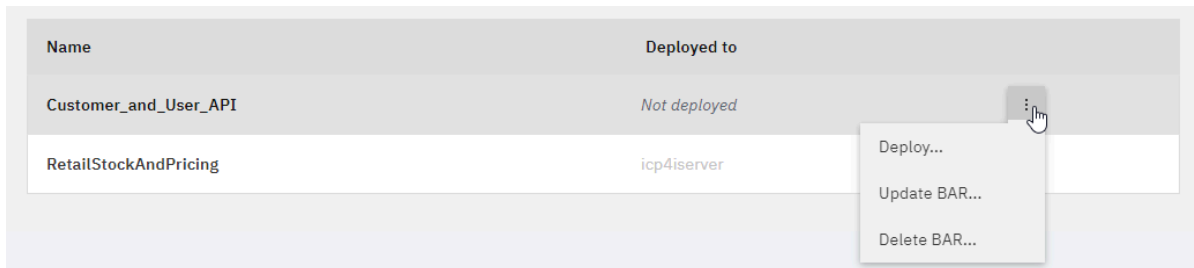 Name Deployed to
Customer_and_User_API Not deployed
RetailStockAndPricing icp4iserver
Deploy...
Update BAR...
Delete BAR...